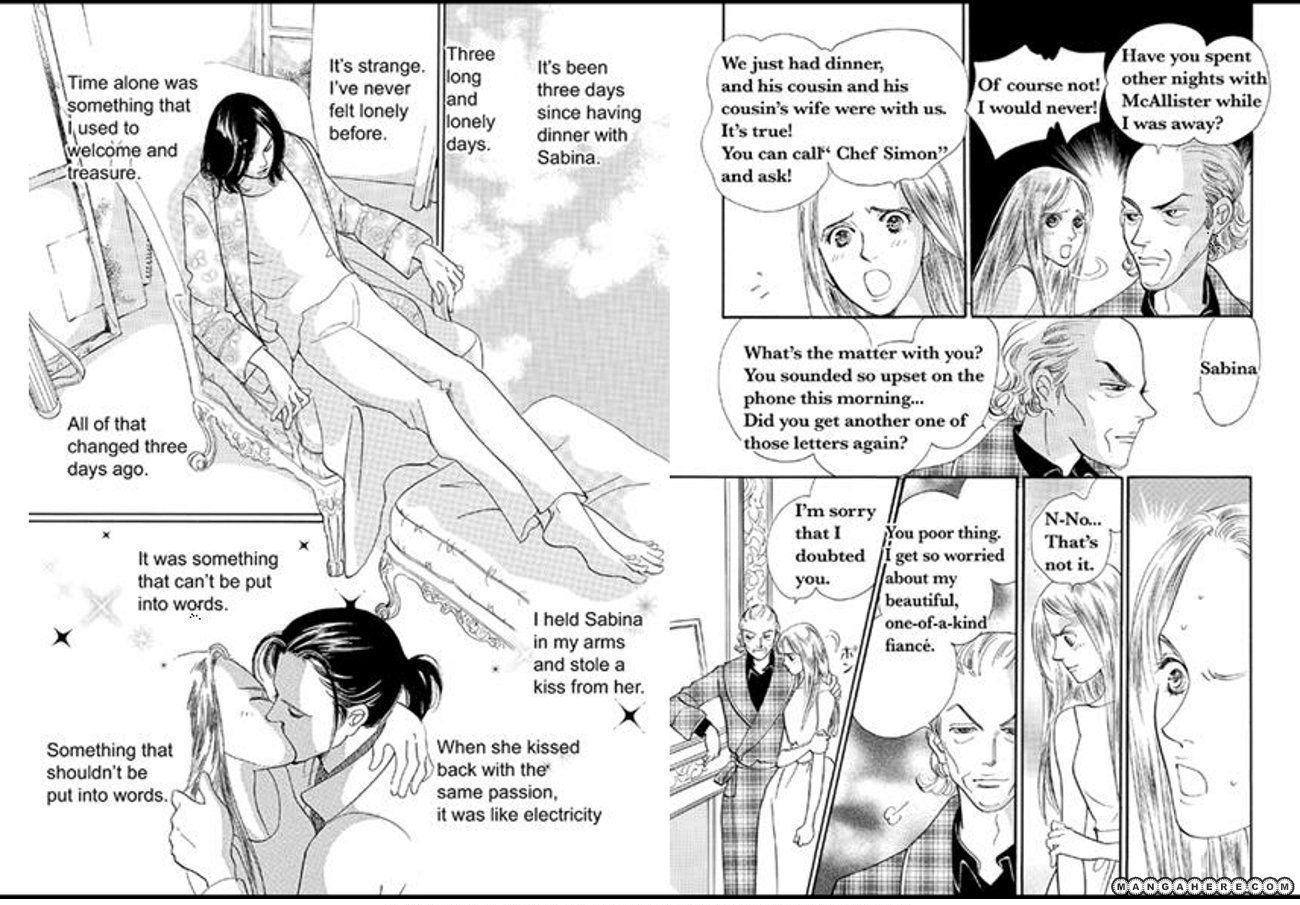 Have you spent
other nights with
McAllister while
I was away?
Of course not!
I would never!
We just had dinner,
and his cousin and his
cousin's wife were with us.
It's true!
You can call“ Chef Simon”
and ask!
Sabina
What's the matter with you?
You sounded so upset on the
phone this morning...
Did you get another one of
those letters again?
N-No...
That's
not it.
You poor thing.
I get so worried
about my
beautiful,
one-of-a-kind
fiancé.
I'm sorry
that I
doubted
you.
ポン
It's been
three days
since having
dinner with
Sabina.
Three
long
and
lonely
days.
It's strange.
I've never
felt lonely
before.
Time alone was
something that
I used to
welcome and
treasure.
All of that
changed three
days ago.
I held Sabina
in my arms
and stole a
kiss from her.
It was something
that can't be put
into words.
When she kissed
back with the
same passion,
it was like electricity
Something that
shouldn't be
put into words.
MANGAHERE.COM